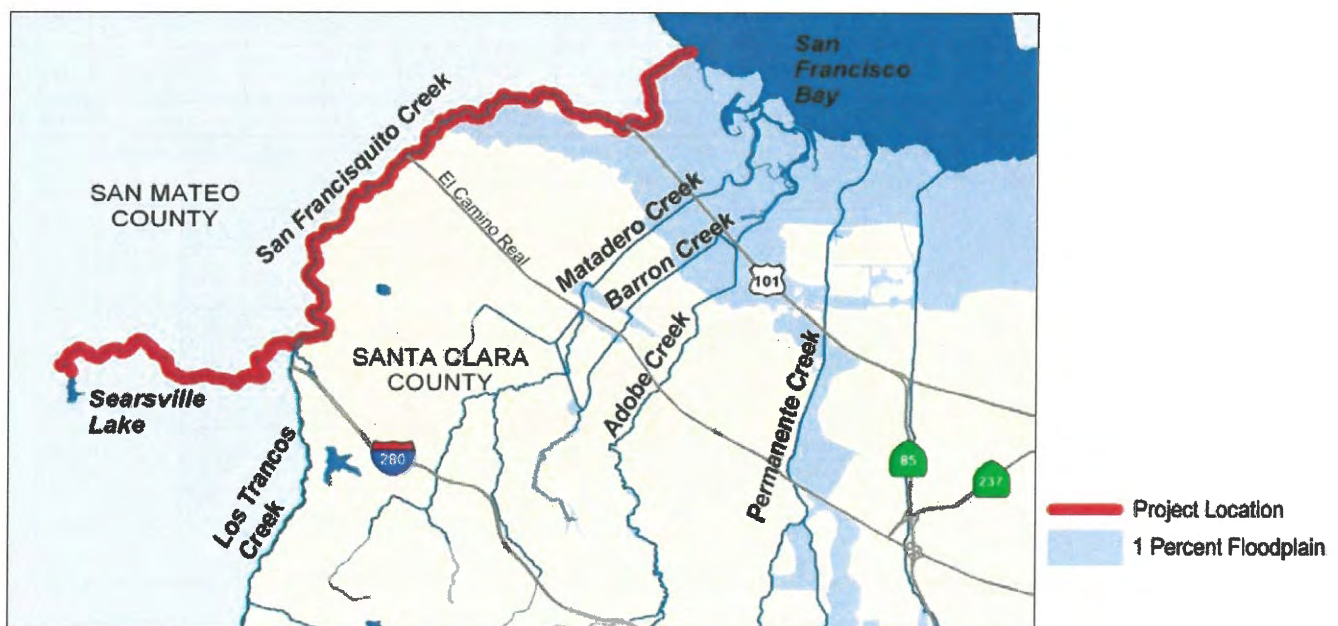 San
Francisco
Bay
San Francisquito Creek
SAN MATEO
COUNTY
El Camino Real
Matadero Creek
Barron Creek
101
SANTA CLARA
COUNTY
Adobe Creek
Permanente Creek
Searsville
Lake
Los Trancos
Creek
280
85
237
Project Location
1 Percent Floodplain